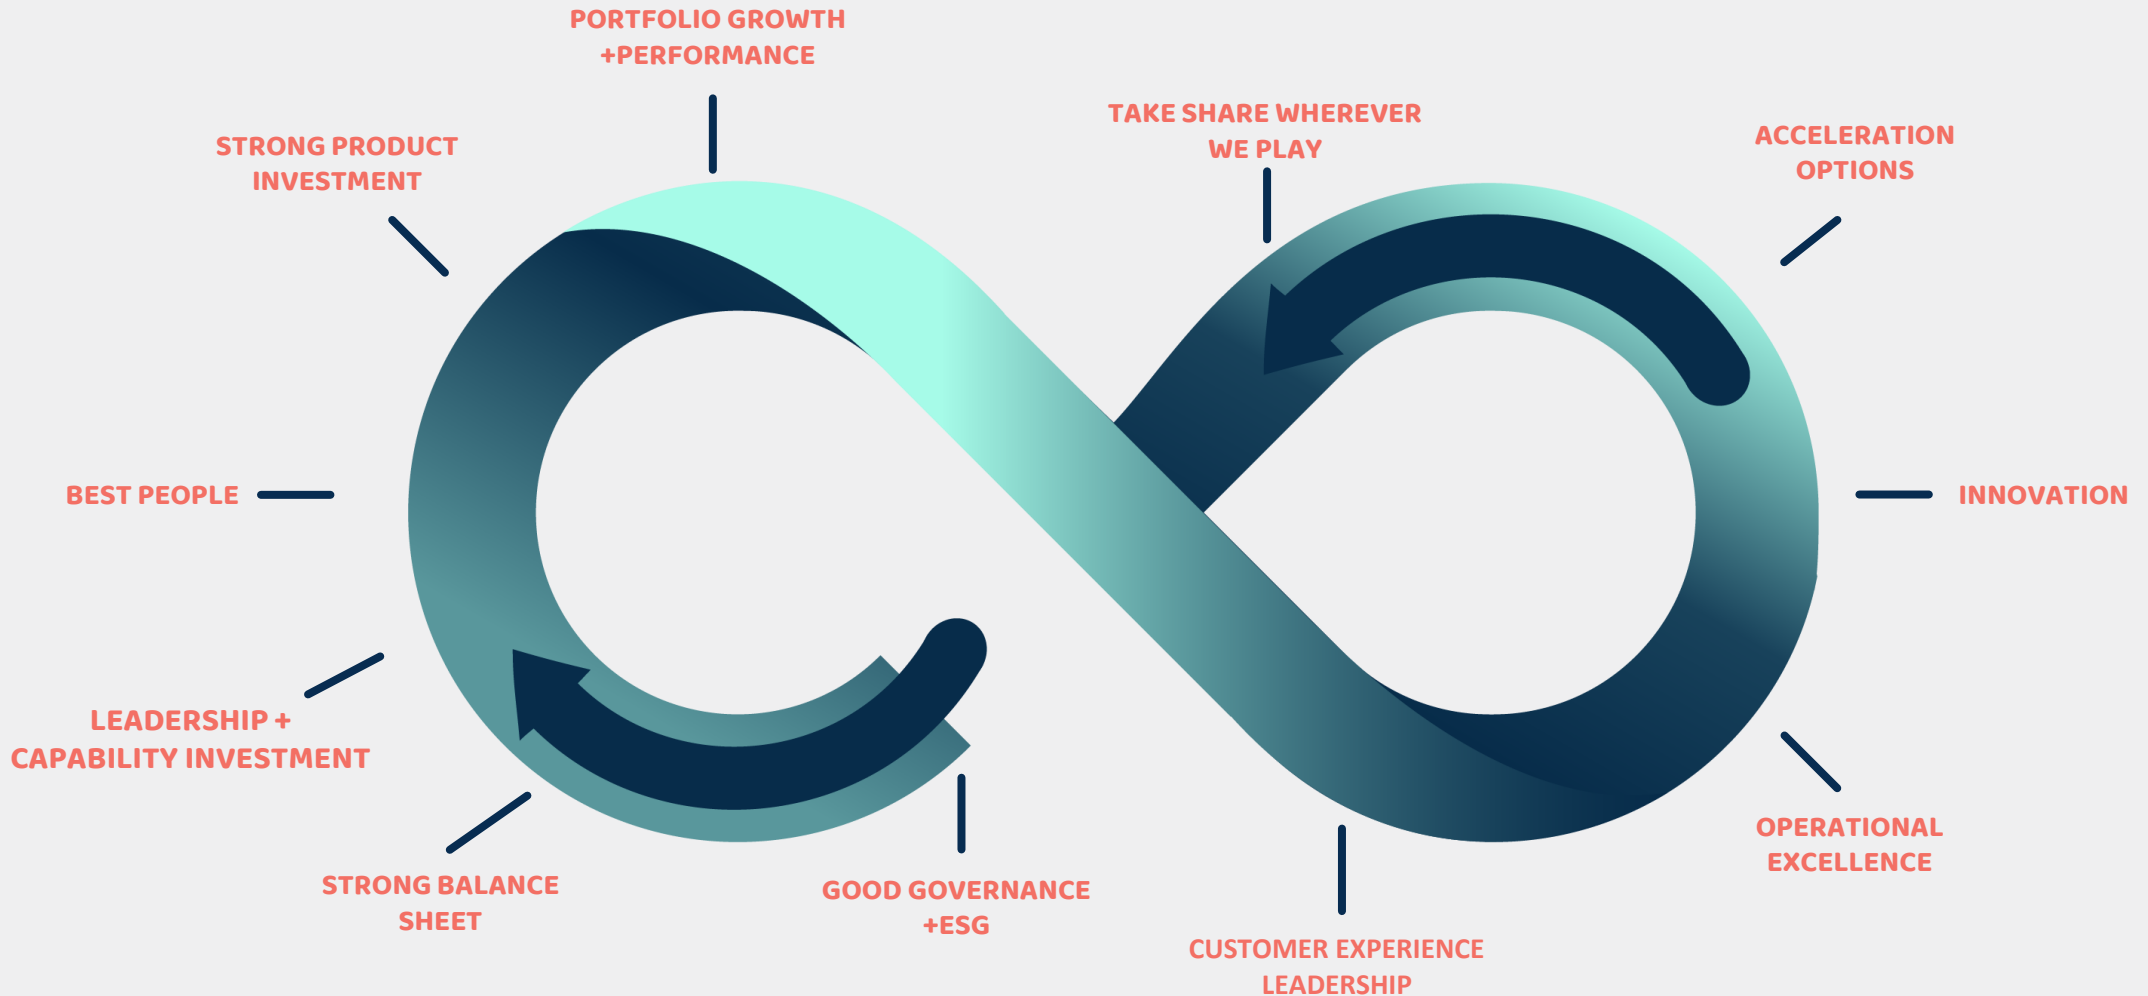 PORTFOLIO GROWTH
+PERFORMANCE
TAKE SHARE WHEREVER
WE PLAY
ACCELERATION
OPTIONS
STRONG PRODUCT
INVESTMENT
BEST PEOPLE
INNOVATION
LEADERSHIP +
CAPABILITY INVESTMENT
OPERATIONAL
EXCELLENCE
STRONG BALANCE
SHEET
GOOD GOVERNANCE
+ESG
CUSTOMER EXPERIENCE
LEADERSHIP